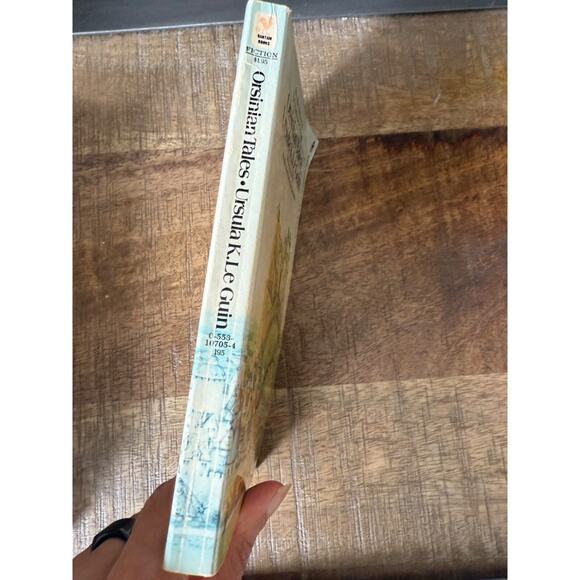 BANTAM
BOOKS
FICTION
$1.95
Orsinian Tales • Ursula K. Le Guin
0-553-
10705-4
195